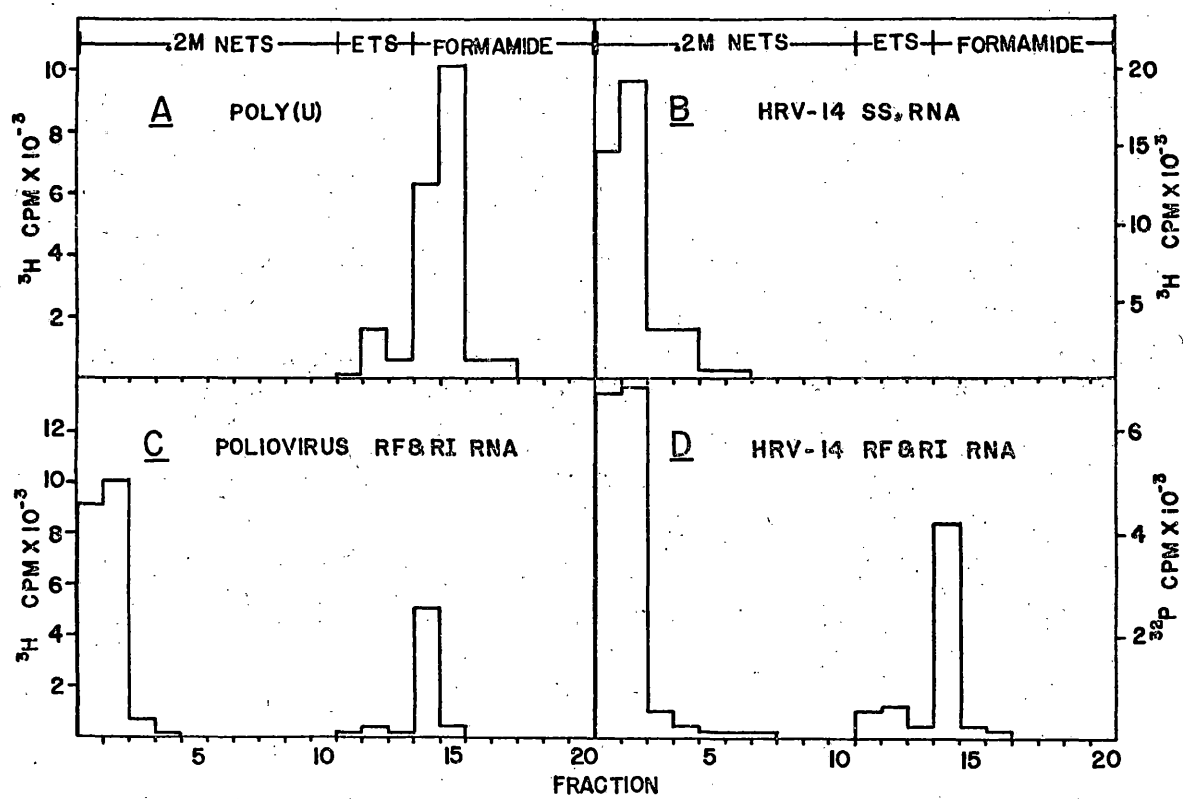 .2M NETS ETS FORMAMIDE .2M NETS ETS FORMAMIDE
A POLY(U)
10
8
6
4
2
³H CPM X 10⁻³
B HRV-14 SS RNA
20
15
10
5
³H CPM X 10⁻³
C POLIOVIRUS RF&RI RNA
12
10
8
6
4
2
³H CPM X 10⁻³
D HRV-14 RF&RI RNA
6
4
2
³²P CPM X 10⁻³
5 10 15 20 5 10 15 20
FRACTION